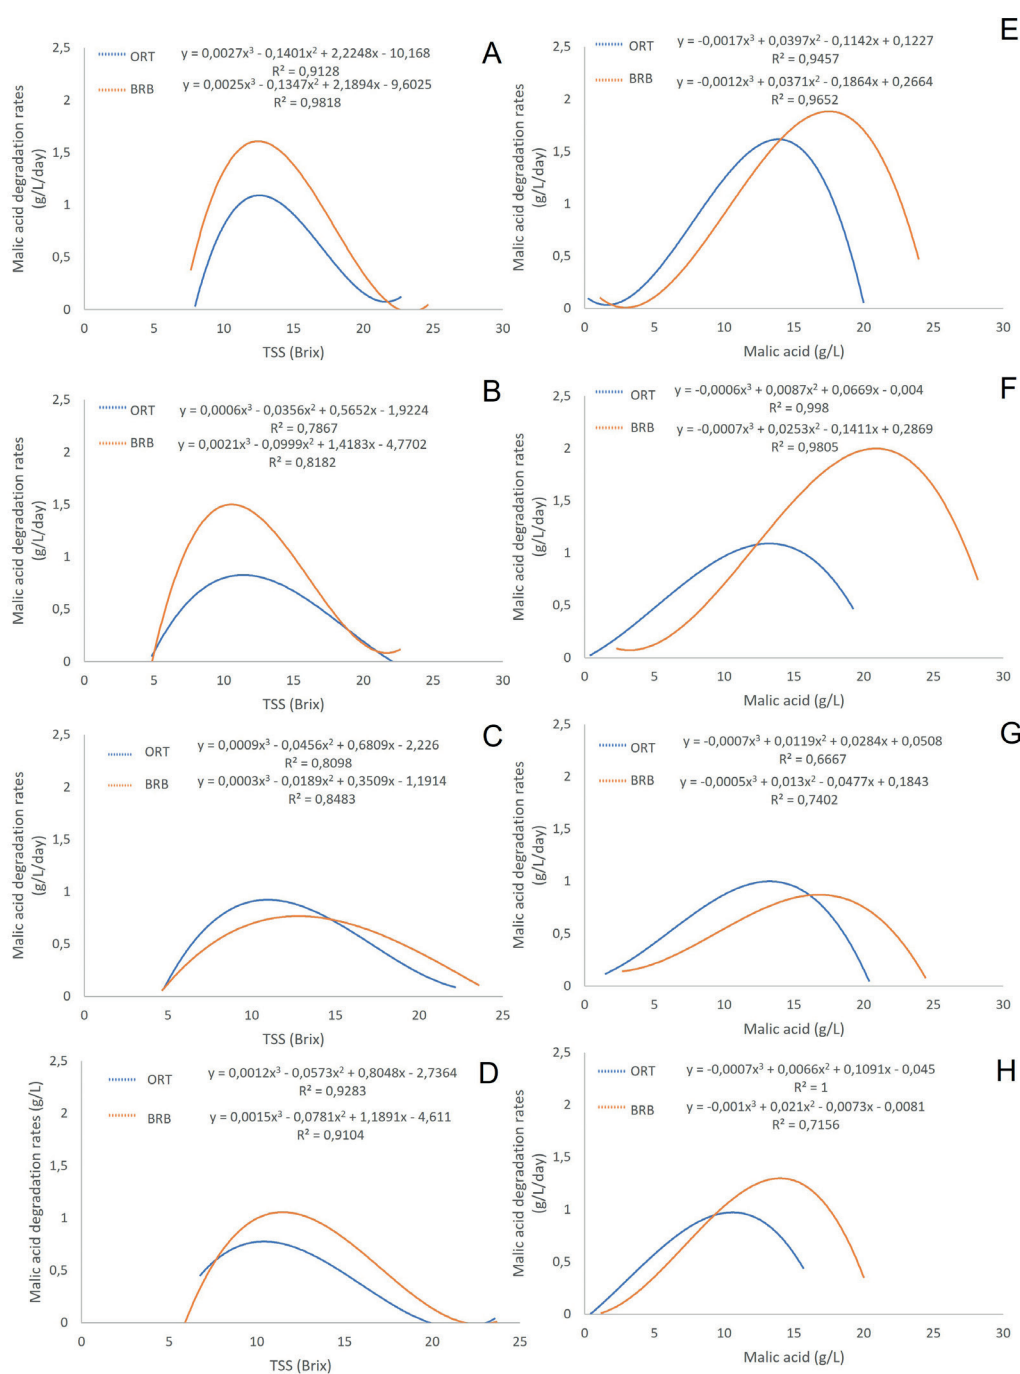 A
ORT y = 0,0027x³ - 0,1401x² + 2,2248x - 10,168
R² = 0,9128
BRB y = 0,0025x³ - 0,1347x² + 2,1894x - 9,6025
R² = 0,9818
Malic acid degradation rates
(g/L/day)
2,5
2
1,5
1
0,5
0
0 5 10 15 20 25 30
TSS (Brix)
E
ORT y = -0,0017x³ + 0,0397x² - 0,1142x + 0,1227
R² = 0,9457
BRB y = -0,0012x³ + 0,0371x² - 0,1864x + 0,2664
R² = 0,9652
Malic acid degradation rates
(g/L/day)
2,5
2
1,5
1
0,5
0
0 5 10 15 20 25 30
Malic acid (g/L)
B
ORT y = 0,0006x³ - 0,0356x² + 0,5652x - 1,9224
R² = 0,7867
BRB y = 0,0021x³ - 0,0999x² + 1,4183x - 4,7702
R² = 0,8182
Malic acid degradation rates
(g/L/day)
2,5
2
1,5
1
0,5
0
0 5 10 15 20 25 30
TSS (Brix)
F
ORT y = -0,0006x³ + 0,0087x² + 0,0669x - 0,004
R² = 0,998
BRB y = -0,0007x³ + 0,0253x² - 0,1411x + 0,2869
R² = 0,9805
Malic acid degradation rates
(g/L/day)
2,5
2
1,5
1
0,5
0
0 5 10 15 20 25 30
Malic acid (g/L)
C
ORT y = 0,0009x³ - 0,0456x² + 0,6809x - 2,226
R² = 0,8098
BRB y = 0,0003x³ - 0,0189x² + 0,3509x - 1,1914
R² = 0,8483
Malic acid degradation rates
(g/L/day)
2,5
2
1,5
1
0,5
0
0 5 10 15 20 25
TSS (Brix)
G
ORT y = -0,0007x³ + 0,0119x² + 0,0284x + 0,0508
R² = 0,6667
BRB y = -0,0005x³ + 0,013x² - 0,0477x + 0,1843
R² = 0,7402
Malic acid degradation rates
(g/L/day)
2,5
2
1,5
1
0,5
0
0 5 10 15 20 25 30
Malic acid (g/L)
D
ORT y = 0,0012x³ - 0,0573x² + 0,8048x - 2,7364
R² = 0,9283
BRB y = 0,0015x³ - 0,0781x² + 1,1891x - 4,611
R² = 0,9104
Malic acid degradation rates (g/L)
2,5
2
1,5
1
0,5
0
0 5 10 15 20 25
TSS (Brix)
H
ORT y = -0,0007x³ + 0,0066x² + 0,1091x - 0,045
R² = 1
BRB y = -0,001x³ + 0,021x² - 0,0073x - 0,0081
R² = 0,7156
Malic acid degradation rates
(g/L/day)
2,5
2
1,5
1
0,5
0
0 5 10 15 20 25 30
Malic acid (g/L)